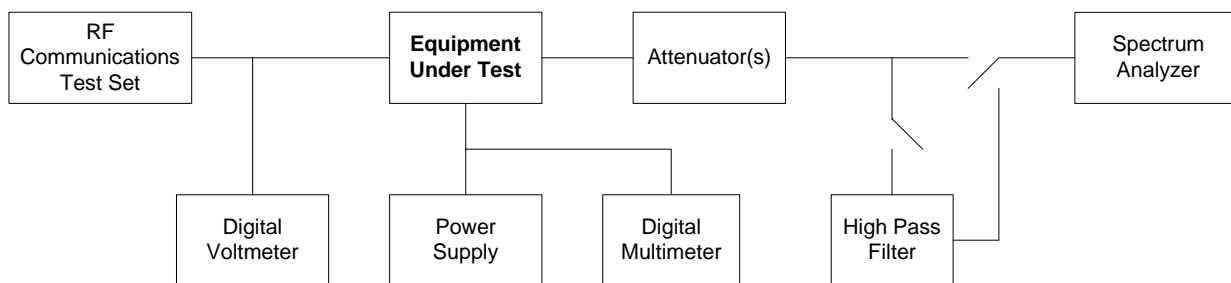 RF
Communications
Test Set
Equipment
Under Test
Attenuator(s)
Spectrum
Analyzer
Digital
Voltmeter
Power
Supply
Digital
Multimeter
High Pass
Filter